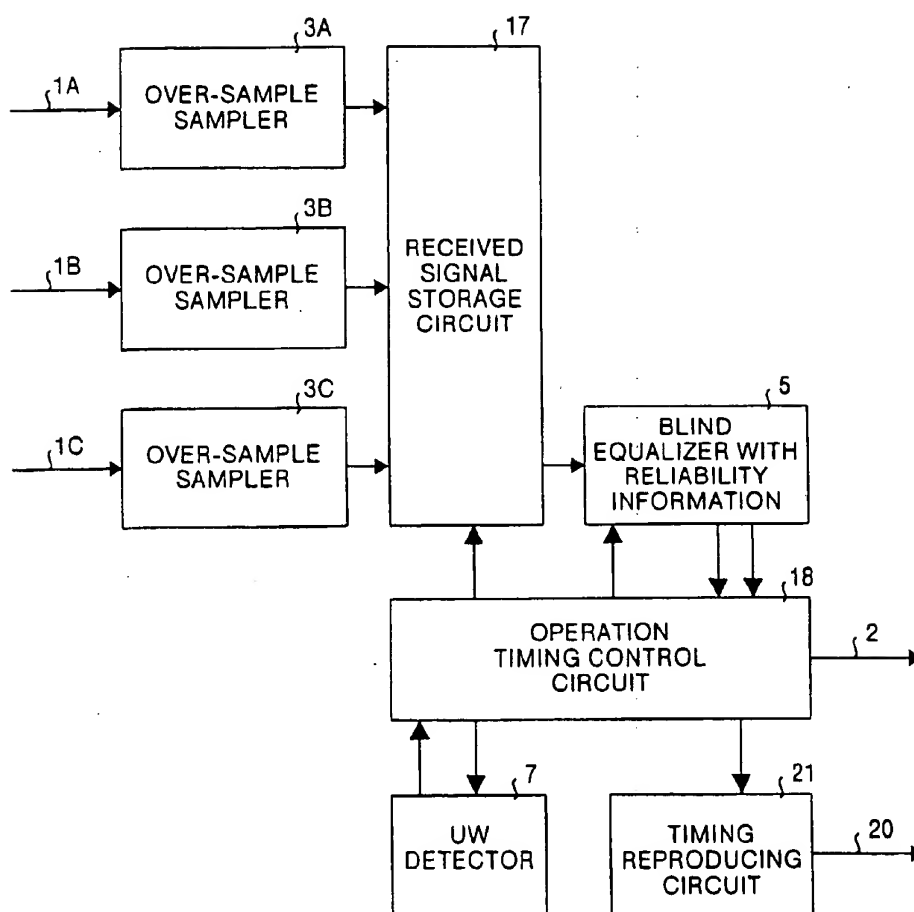 3A
17
1A
OVER-SAMPLE
SAMPLER
3B
1B
OVER-SAMPLE
SAMPLER
RECEIVED
SIGNAL
STORAGE
CIRCUIT
3C
1C
OVER-SAMPLE
SAMPLER
5
BLIND
EQUALIZER WITH
RELIABILITY
INFORMATION
18
OPERATION
TIMING CONTROL
CIRCUIT
2
7
UW
DETECTOR
21
TIMING
REPRODUCING
CIRCUIT
20